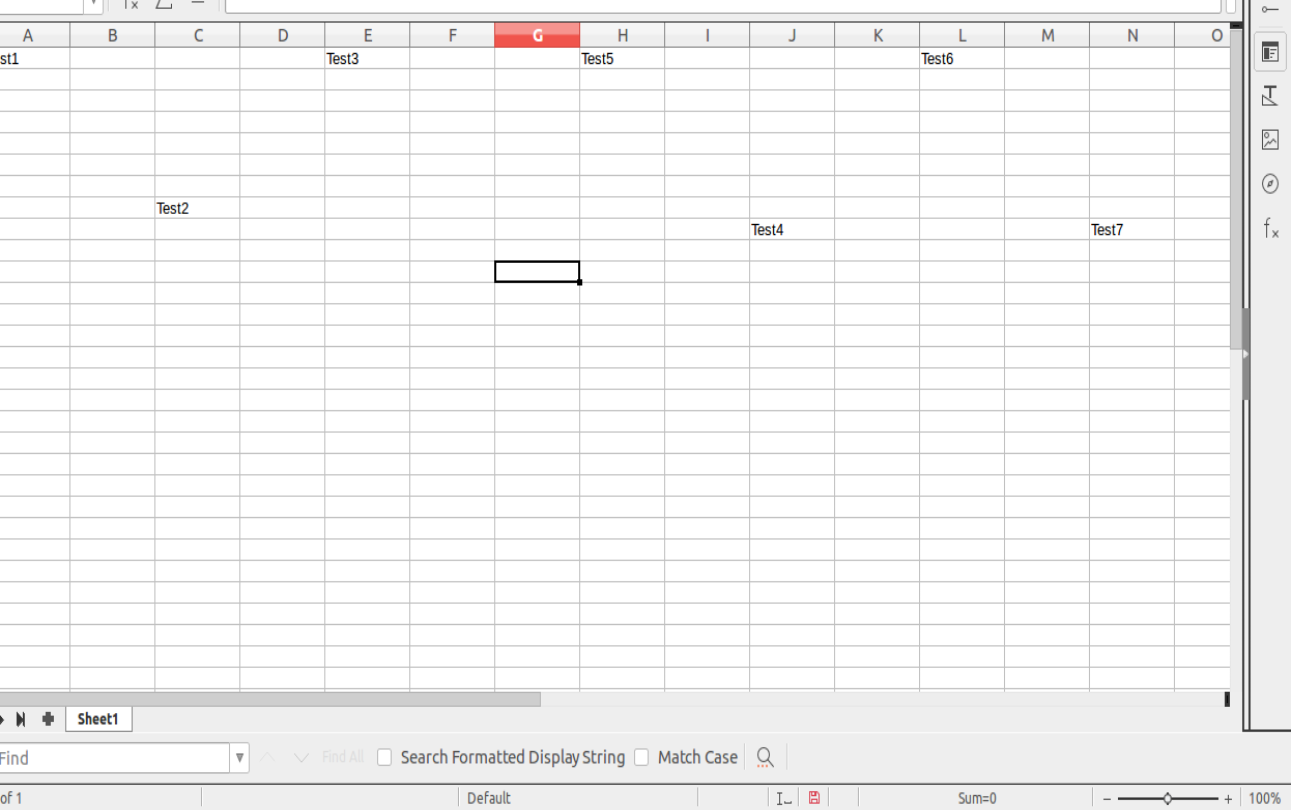 A B C D E F G H I J K L M N O
st1 Test3 Test5 Test6
Test2
Test4 Test7
Sheet1
Find Find All Search Formatted Display String Match Case
of 1 Default Sum=0 100%